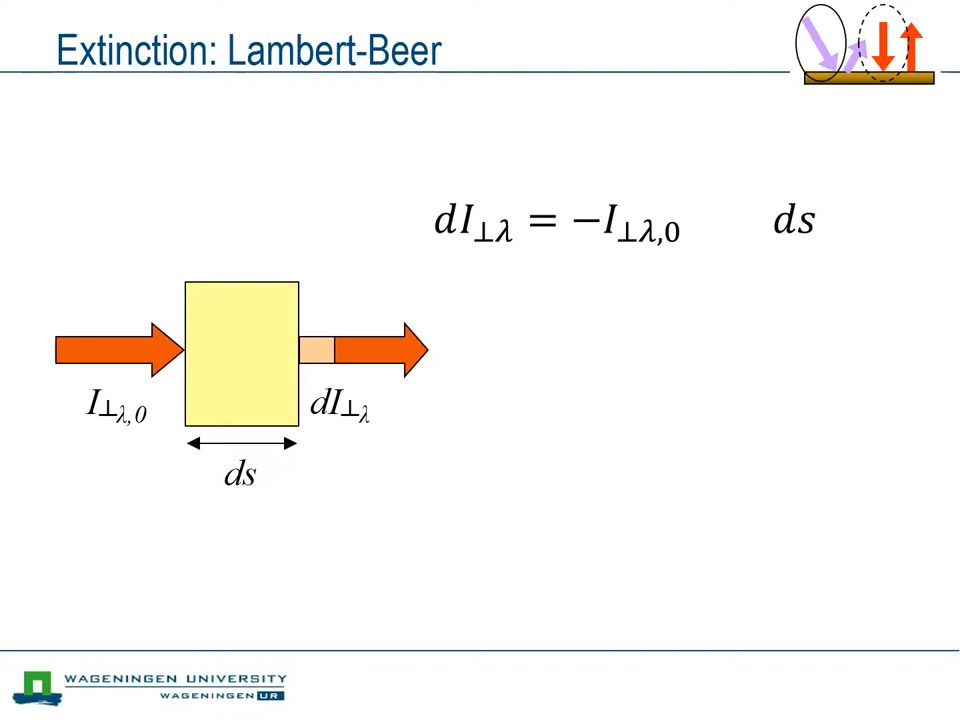 Extinction: Lambert-Beer
dI⊥λ = −I⊥λ,0 ds
I⊥λ,0
dI⊥λ
ds
WAGENINGEN UNIVERSITY
WAGENINGEN UR